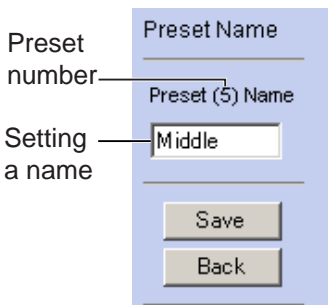 Preset Name
Preset
number
Preset (5) Name
Setting
a name
Middle
Save
Back